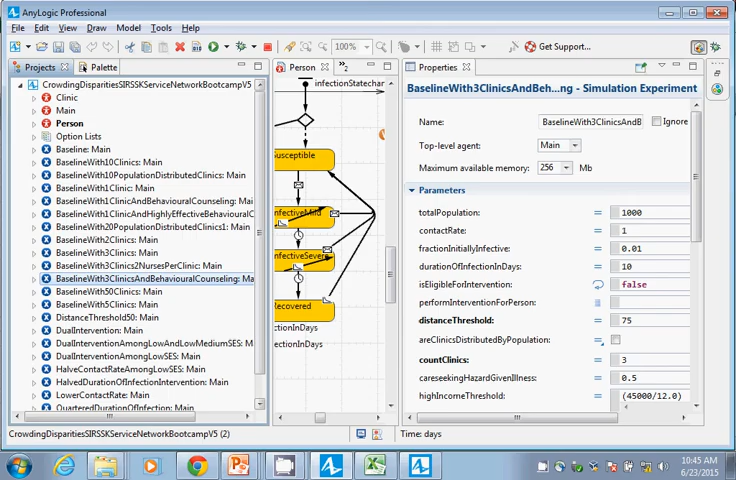 AnyLogic Professional
File Edit View Draw Model Tools Help
100%
Get Support...
Projects Palette
CrowdingDisparitiesSIRSSKServiceNetworkBootcampV5
Clinic
Main
Person
Option Lists
Baseline: Main
BaselineWith10Clinics: Main
BaselineWith10PopulationDistributedClinics: Main
BaselineWith1Clinic: Main
BaselineWith1ClinicAndBehaviouralCounseling: Main
BaselineWith1ClinicAndHighlyEffectiveBehavioural
BaselineWith20PopulationDistributedClinics1: Main
BaselineWith2Clinics: Main
BaselineWith3Clinics: Main
BaselineWith3Clinics2NursesPerClinic: Main
BaselineWith3ClinicsAndBehaviouralCounseling: Ma
BaselineWith50Clinics: Main
BaselineWith5Clinics: Main
DistanceThreshold50: Main
DualIntervention: Main
DualInterventionAmongLowAndLowMediumSES: Main
DualInterventionAmongLowSES: Main
HalveContactRateAmongLowSES: Main
HalvedDurationOfInfectionIntervention: Main
LowerContactRate: Main
QuarteredDurationOfInfection: Main
Person
2
infectionStatechar
Susceptible
InfectiveMild
InfectiveSevere
Recovered
ectionInDays
ectionInDays
Properties
BaselineWith3ClinicsAndBeh...ng - Simulation Experiment
Name: BaselineWith3ClinicsAndB Ignore
Top-level agent: Main
Maximum available memory: 256 Mb
Parameters
totalPopulation: = 1000
contactRate: = 1
fractionInitiallyInfective: = 0.01
durationOfInfectionInDays: = 10
isEligibleForIntervention: false
performInterventionForPerson:
distanceThreshold: = 75
areClinicsDistributedByPopulation: =
countClinics: = 3
careseekingHazardGivenIllness: = 0.5
highIncomeThreshold: = (45000/12.0)
CrowdingDisparitiesSIRSSKServiceNetworkBootcampV5 (2)
Time: days
10:45 AM
6/23/2015